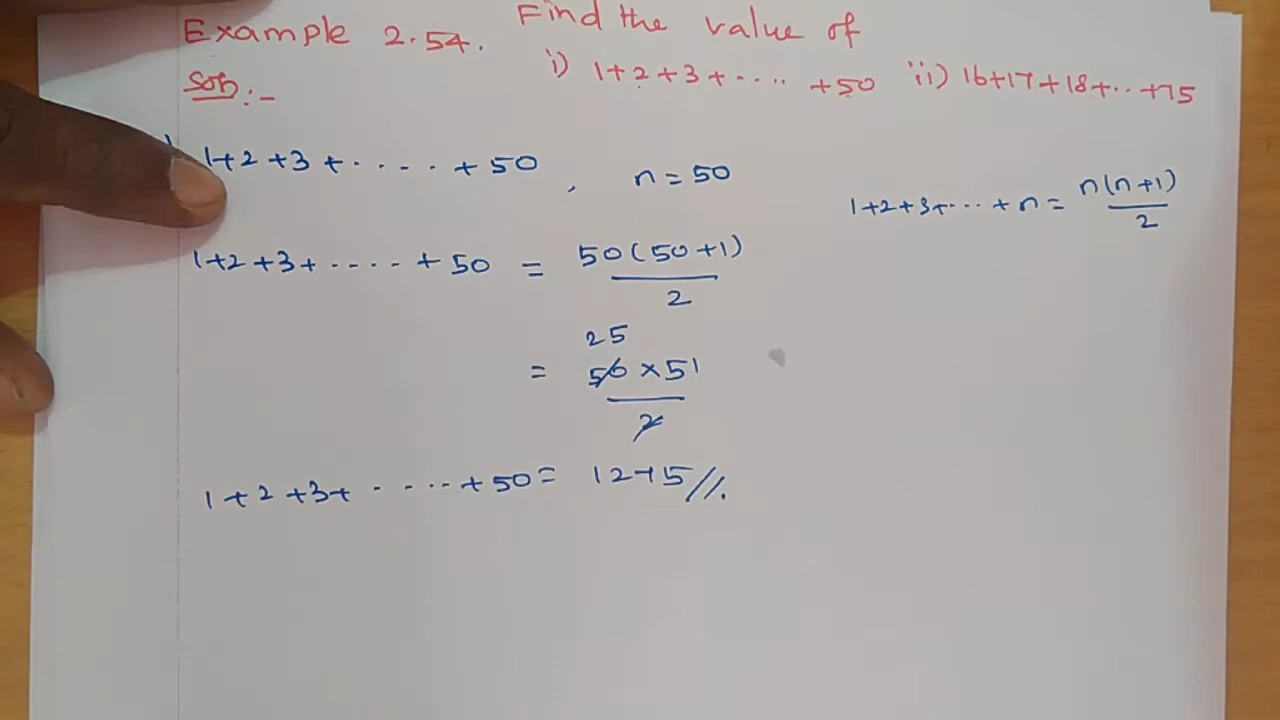 Example 2.54. Find the value of
i) 1+2+3+..... +50 ii) 16+17+18+...+75
Soln:-
1+2+3+.....+50, n=50
1+2+3+....+n = n(n+1)/2
1+2+3+.....+50 = 50(50+1)/2
25
= 50×51/2
1+2+3+.....+50= 1275//.